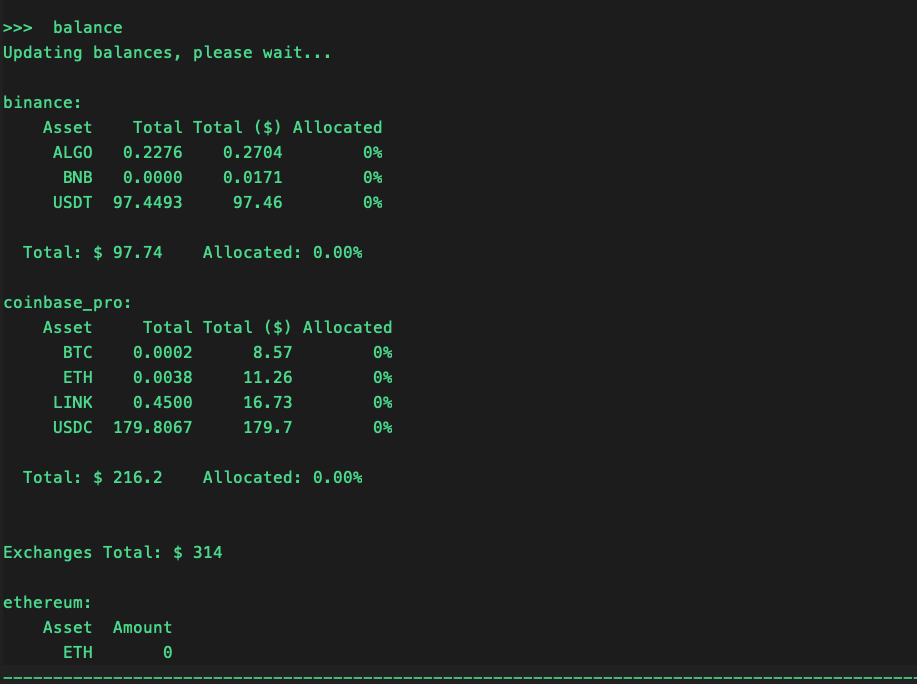 >>>  balance
Updating balances, please wait...
binance:
    Asset    Total Total ($) Allocated
     ALGO   0.2276    0.2704        0%
      BNB   0.0000    0.0171        0%
     USDT  97.4493     97.46        0%
  Total: $ 97.74    Allocated: 0.00%
coinbase_pro:
    Asset     Total Total ($) Allocated
      BTC    0.0002      8.57        0%
      ETH    0.0038     11.26        0%
     LINK    0.4500     16.73        0%
     USDC  179.8067     179.7        0%
  Total: $ 216.2    Allocated: 0.00%
Exchanges Total: $ 314
ethereum:
    Asset  Amount
      ETH       0